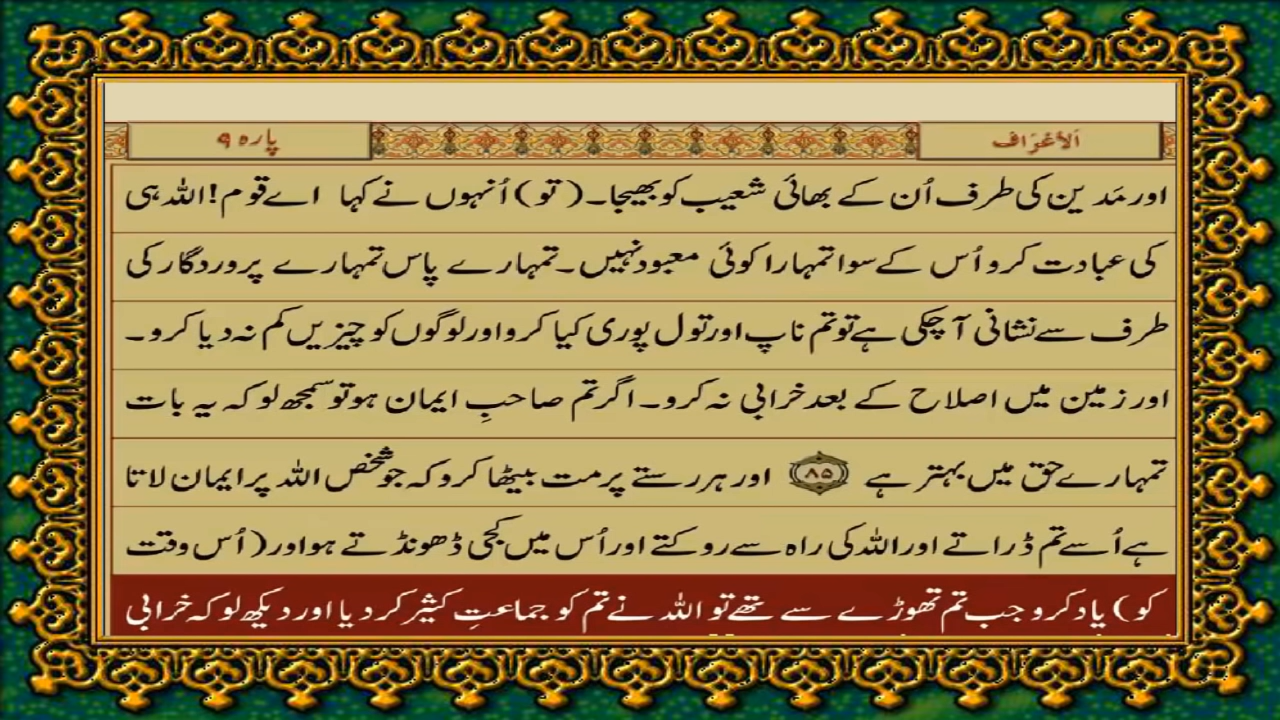 اَلاَعْرَاف پارہ ۹
اور مَدین کی طرف اُن کے بھائی شعیب کو بھیجا۔ (تو) اُنہوں نے کہا اے قوم! اللہ ہی
کی عبادت کرو اُس کے سوا تمہارا کوئی معبود نہیں۔ تمہارے پاس تمہارے پروردگار کی
طرف سے نشانی آ چکی ہے تو تم ناپ اور تول پوری کیا کرو اور لوگوں کو چیزیں کم نہ دیا کرو۔
اور زمین میں اصلاح کے بعد خرابی نہ کرو۔ اگر تم صاحبِ ایمان ہو تو سمجھ لو کہ یہ بات
تمہارے حق میں بہتر ہے ۸۵ اور ہر رستے پر مت بیٹھا کرو کہ جو شخص اللہ پر ایمان لاتا
ہے اُسے تم ڈراتے اور اللہ کی راہ سے روکتے اور اُس میں کجی ڈھونڈتے ہو اور (اُس وقت
کو) یاد کرو جب تم تھوڑے سے تھے تو اللہ نے تم کو جماعتِ کثیر کر دیا اور دیکھ لو کہ خرابی